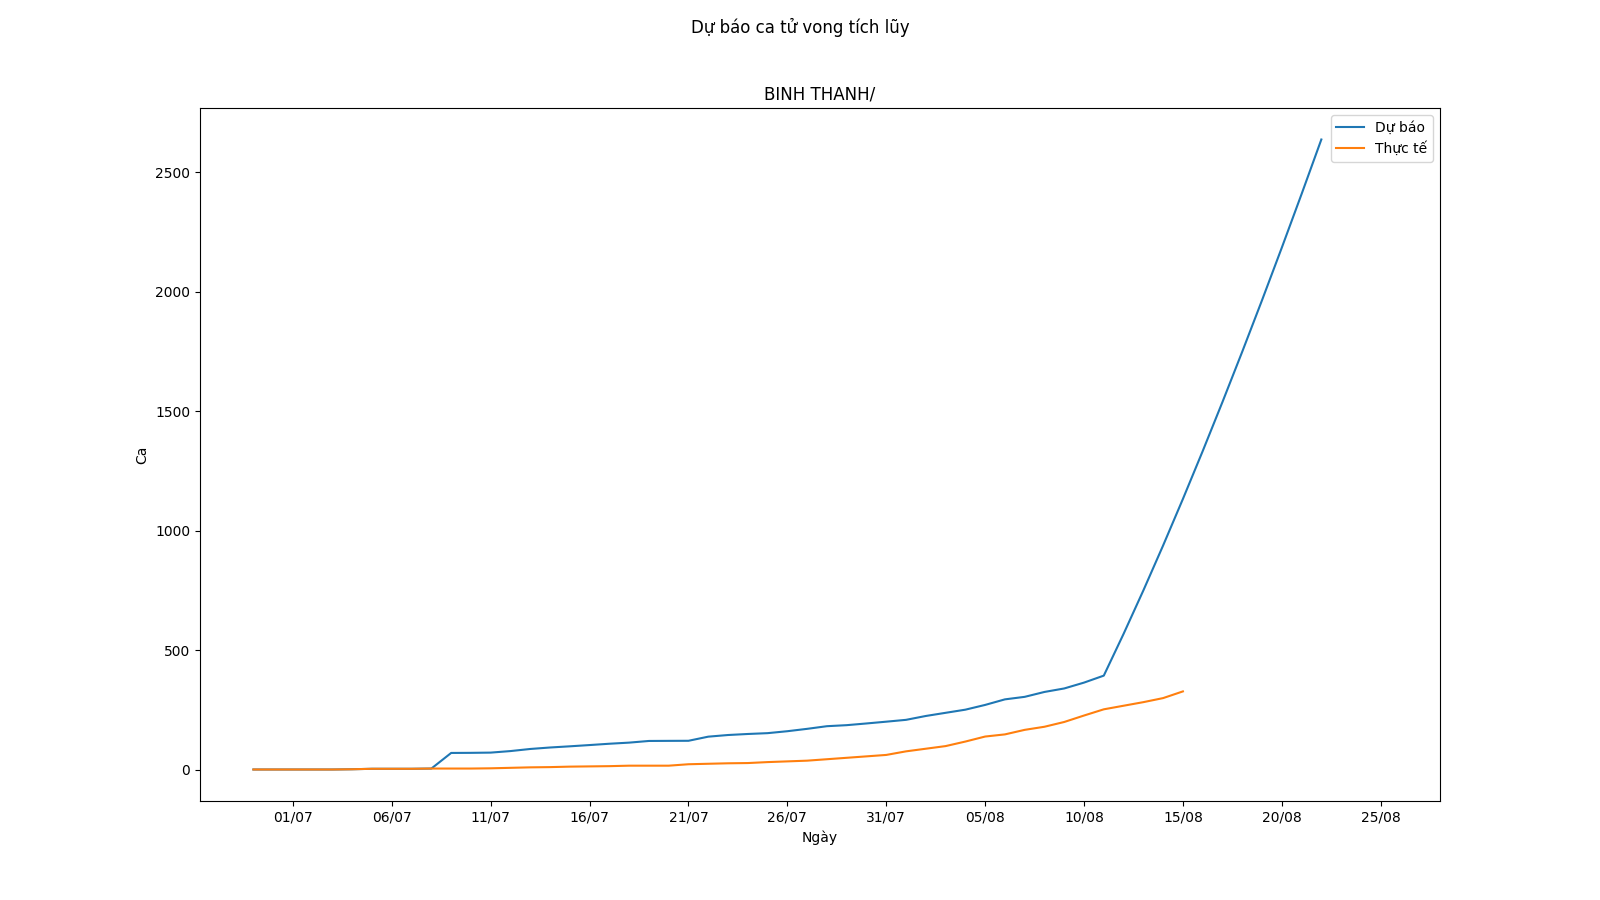 Dự báo ca tử vong tích lũy
BINH THANH/
Dự báo
Thực tế
2500
2000
1500
1000
500
0
Ca
01/07 06/07 11/07 16/07 21/07 26/07 31/07 05/08 10/08 15/08 20/08 25/08
Ngày